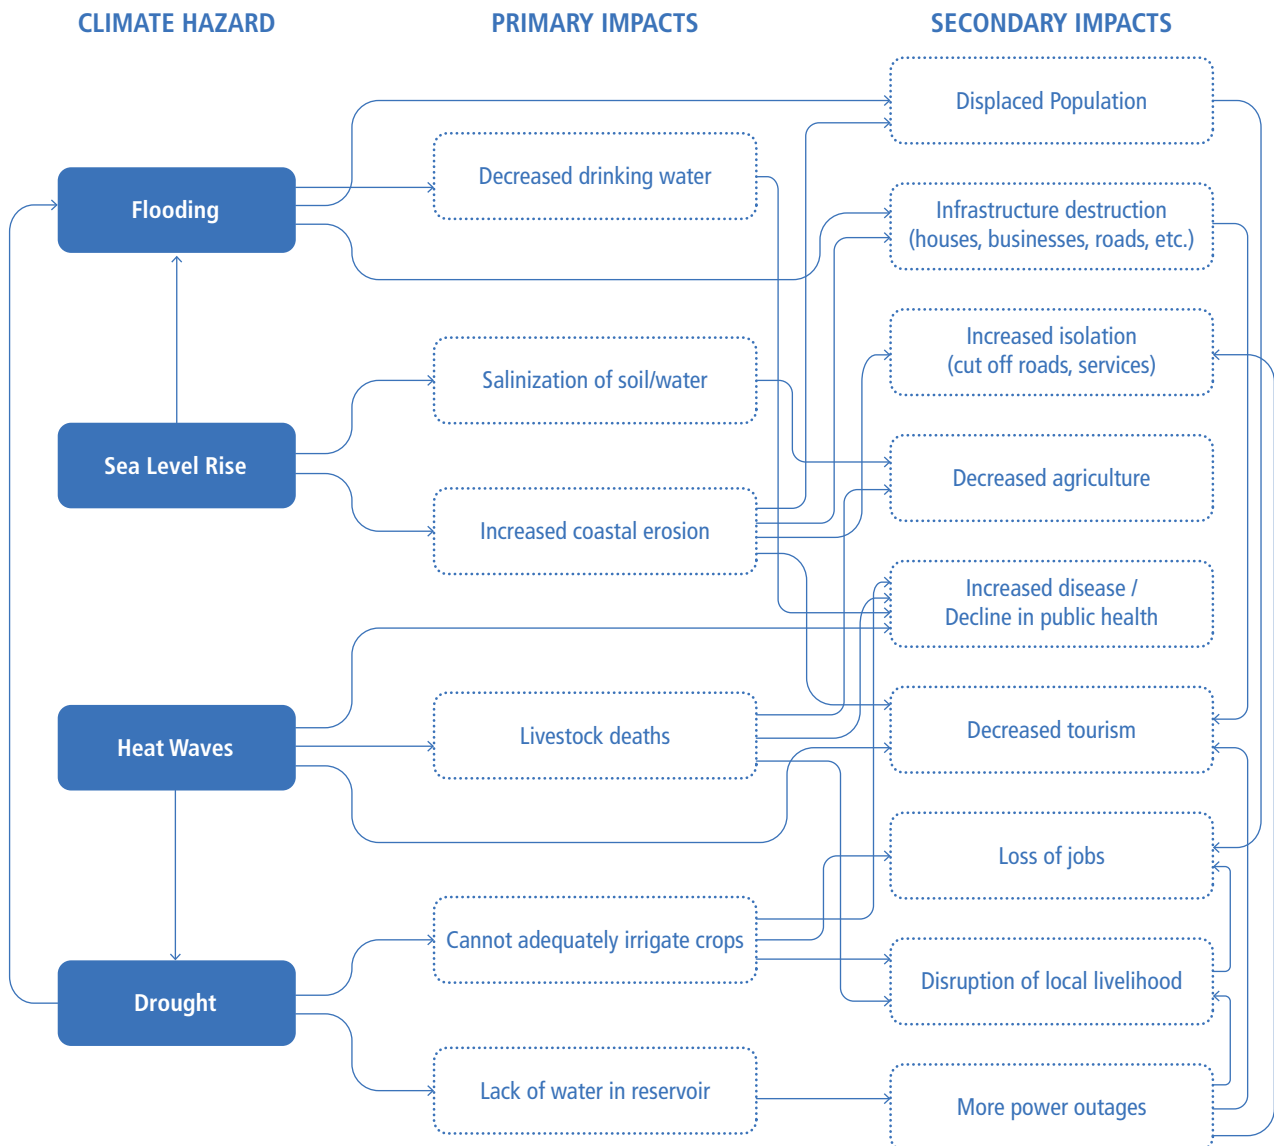 CLIMATE HAZARD
PRIMARY IMPACTS
SECONDARY IMPACTS
Flooding
Sea Level Rise
Heat Waves
Drought
Decreased drinking water
Salinization of soil/water
Increased coastal erosion
Livestock deaths
Cannot adequately irrigate crops
Lack of water in reservoir
Displaced Population
Infrastructure destruction
(houses, businesses, roads, etc.)
Increased isolation
(cut off roads, services)
Decreased agriculture
Increased disease /
Decline in public health
Decreased tourism
Loss of jobs
Disruption of local livelihood
More power outages